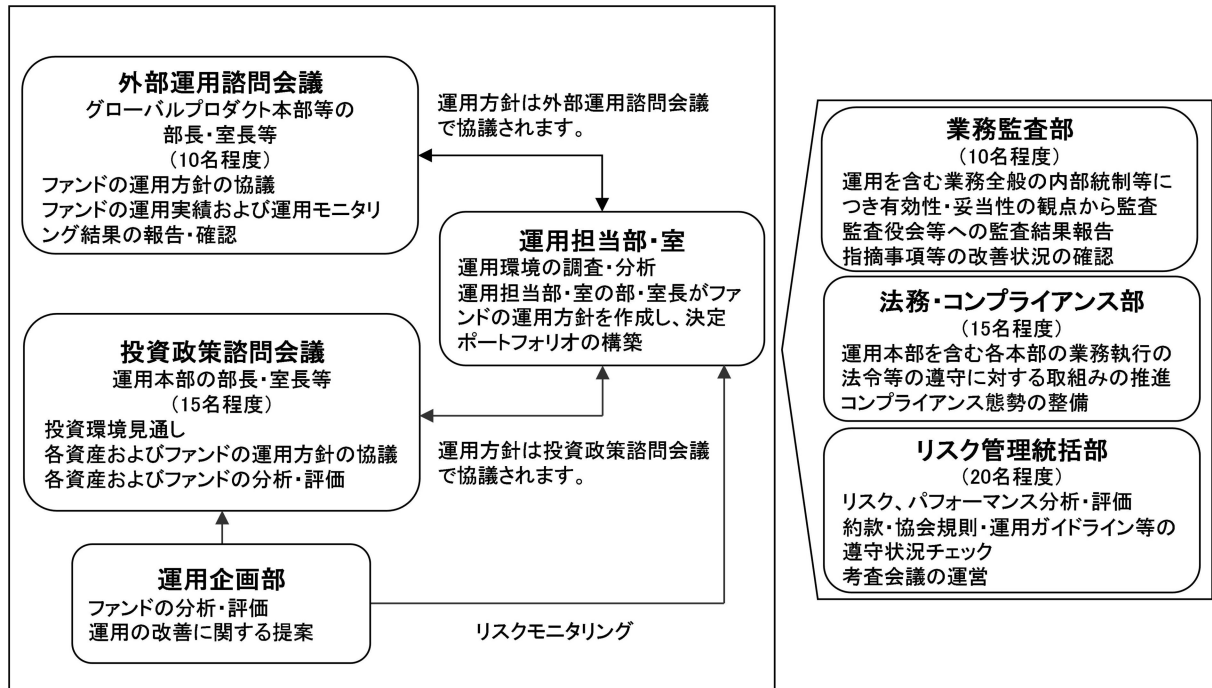 外部運用諮問会議
グローバルプロダクト本部等の
部長・室長等
(10名程度)
ファンドの運用方針の協議
ファンドの運用実績および運用モニタリ
ング結果の報告・確認
運用方針は外部運用諮問会議
で協議されます。
運用担当部・室
運用環境の調査・分析
運用担当部・室の部・室長がファ
ンドの運用方針を作成し、決定
ポートフォリオの構築
投資政策諮問会議
運用本部の部長・室長等
(15名程度)
投資環境見通し
各資産およびファンドの運用方針の協議
各資産およびファンドの分析・評価
運用方針は投資政策諮問会議
で協議されます。
運用企画部
ファンドの分析・評価
運用の改善に関する提案
リスクモニタリング
業務監査部
(10名程度)
運用を含む業務全般の内部統制等に
つき有効性・妥当性の観点から監査
監査役会等への監査結果報告
指摘事項等の改善状況の確認
法務・コンプライアンス部
(15名程度)
運用本部を含む各本部の業務執行の
法令等の遵守に対する取組みの推進
コンプライアンス態勢の整備
リスク管理統括部
(20名程度)
リスク、パフォーマンス分析・評価
約款・協会規則・運用ガイドライン等の
遵守状況チェック
考査会議の運営